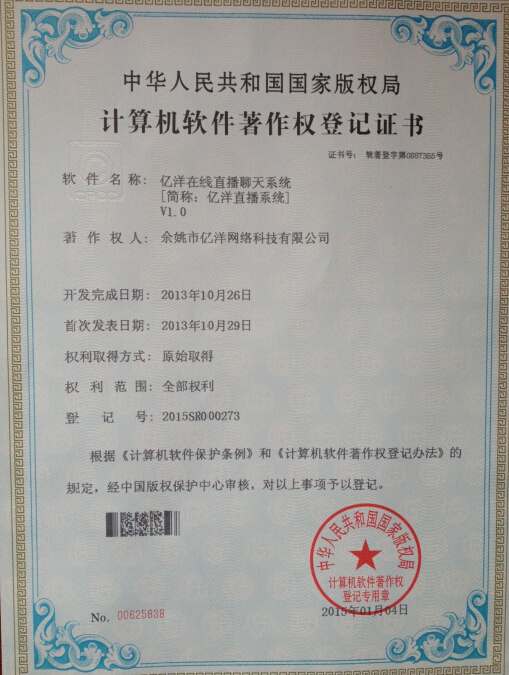 中华人民共和国国家版权局
计算机软件著作权登记证书
证书号: 软著登字第0887355号
软件名称: 亿洋在线直播聊天系统
[简称: 亿洋直播系统]
V1.0
著作权人: 余姚市亿洋网络科技有限公司
开发完成日期: 2013年10月26日
首次发表日期: 2013年10月29日
权利取得方式: 原始取得
权利范围: 全部权利
登记号: 2015SR000273
根据《计算机软件保护条例》和《计算机软件著作权登记办法》的
规定，经中国版权保护中心审核，对以上事项予以登记。
中华人民共和国国家版权局
计算机软件著作权
登记专用章
No. 00625838
2015年01月04日